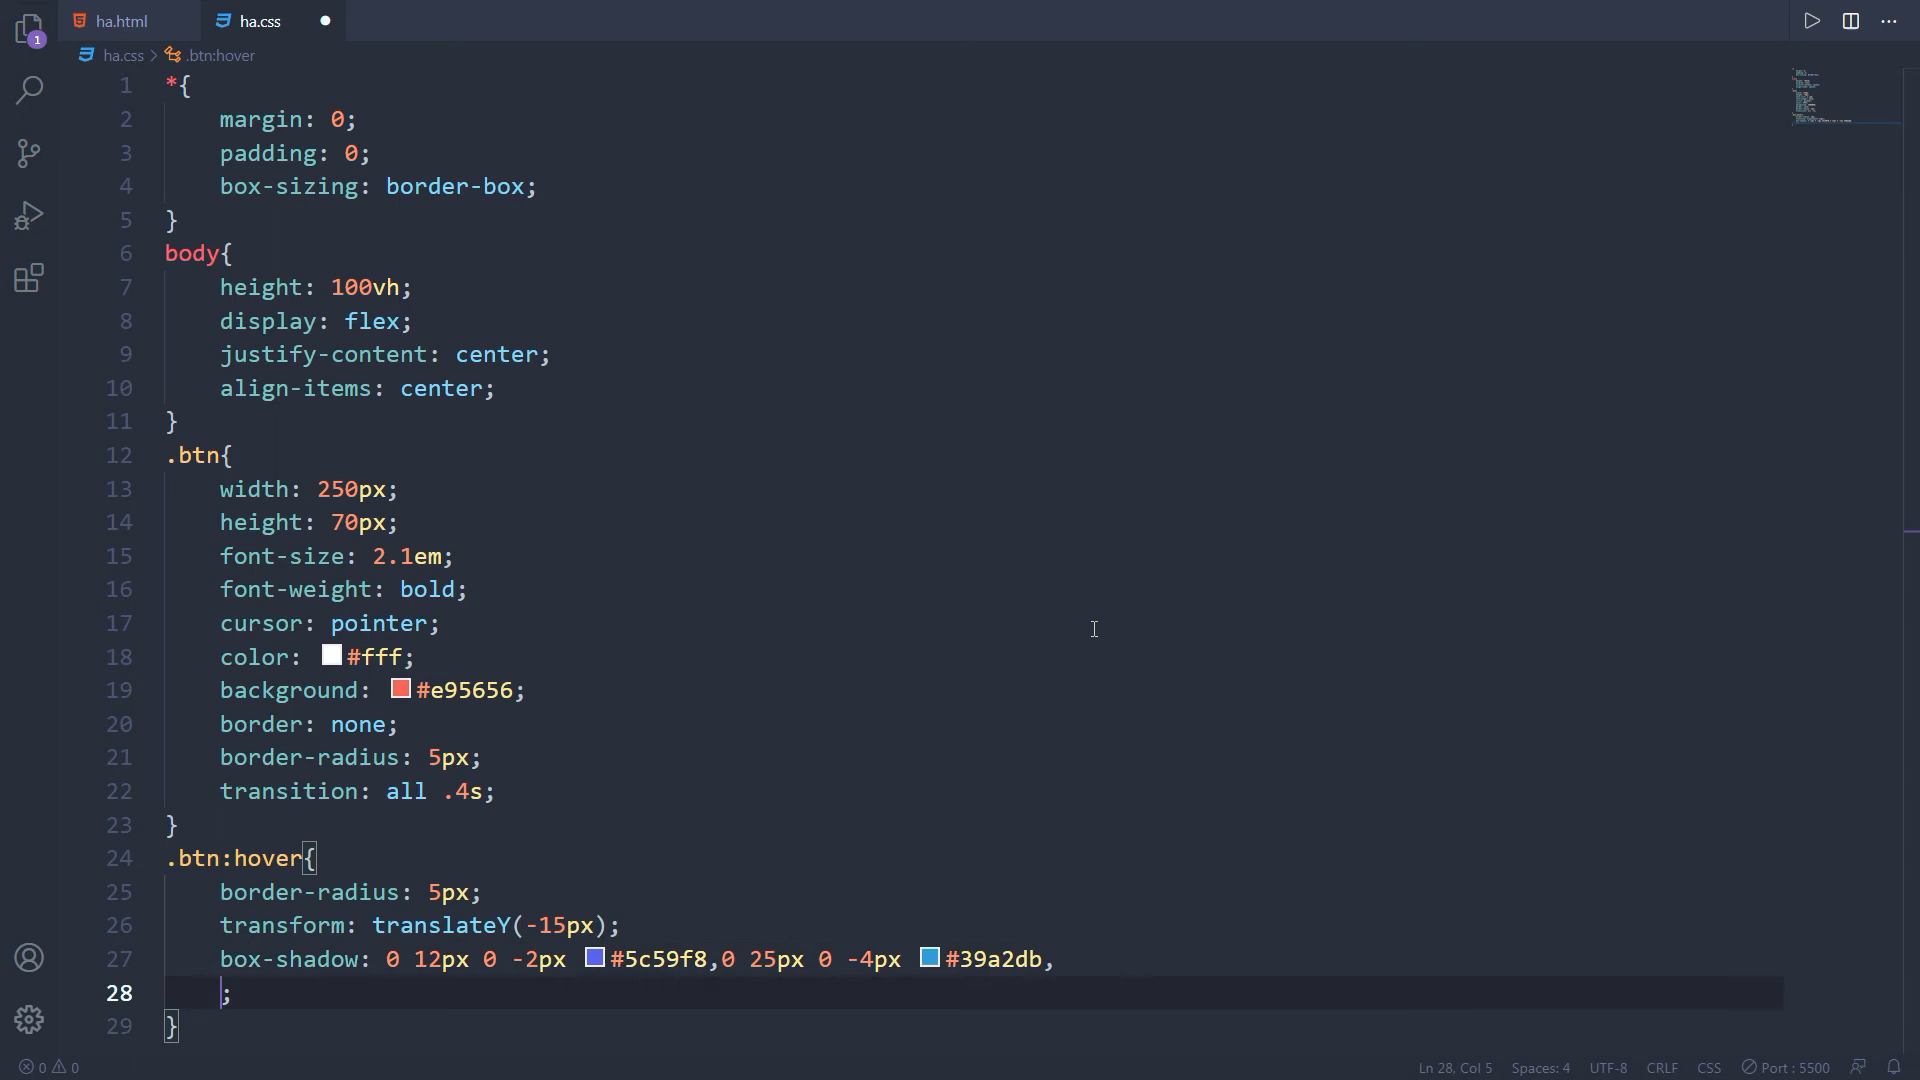 1
ha.html
ha.css
ha.css > .btn:hover
1 *{
2 margin: 0;
3 padding: 0;
4 box-sizing: border-box;
5 }
6 body{
7 height: 100vh;
8 display: flex;
9 justify-content: center;
10 align-items: center;
11 }
12 .btn{
13 width: 250px;
14 height: 70px;
15 font-size: 2.1em;
16 font-weight: bold;
17 cursor: pointer;
18 color: #fff;
19 background: #e95656;
20 border: none;
21 border-radius: 5px;
22 transition: all .4s;
23 }
24 .btn:hover{
25 border-radius: 5px;
26 transform: translateY(-15px);
27 box-shadow: 0 12px 0 -2px #5c59f8,0 25px 0 -4px #39a2db,
28 ;
29 }
0 0 Ln 28, Col 5 Spaces: 4 UTF-8 CRLF CSS Port : 5500